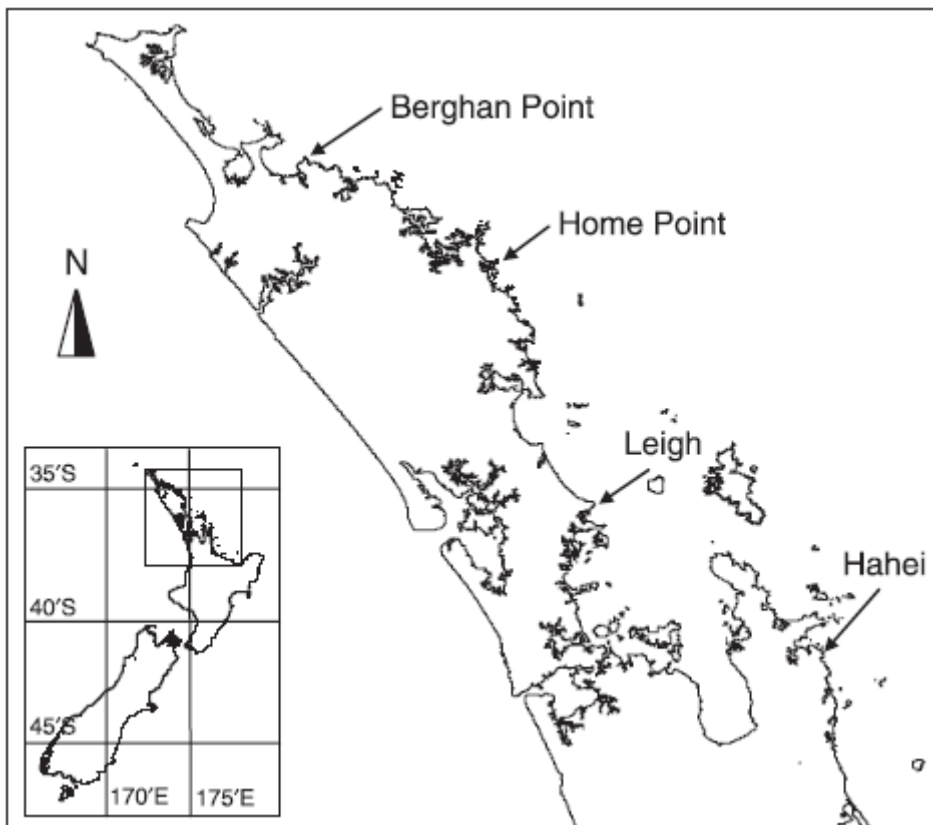 Berghan Point
Home Point
N
Leigh
Hahei
35′S
40′S
45′S
170′E
175′E